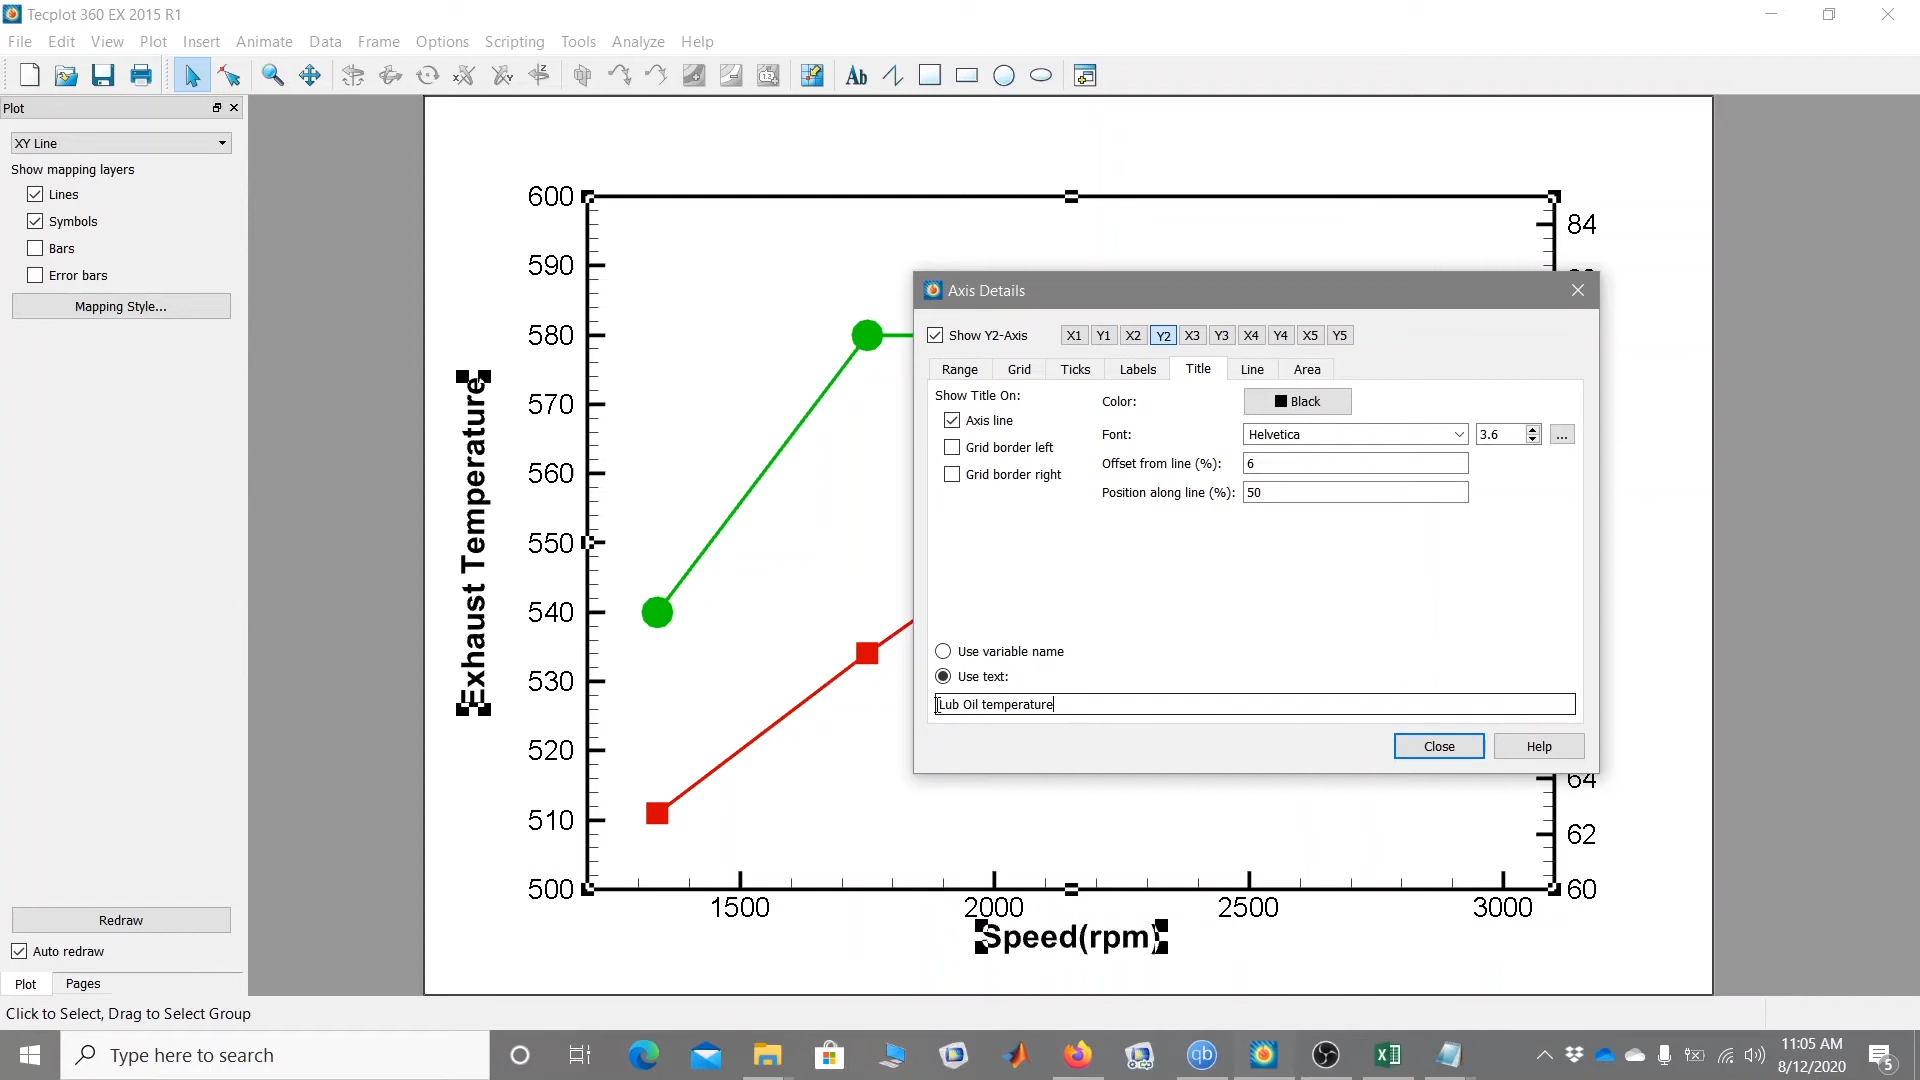 Tecplot 360 EX 2015 R1
File Edit View Plot Insert Animate Data Frame Options Scripting Tools Analyze Help
Ab
Plot
XY Line
Show mapping layers
Lines
Symbols
Bars
Error bars
Mapping Style...
Redraw
Auto redraw
Plot Pages
Click to Select, Drag to Select Group
600
590
580
570
560
550
540
530
520
510
500
Exhaust Temperature
1500 2000 2500 3000
Speed(rpm)
84
64
62
60
Axis Details
Show Y2-Axis X1 Y1 X2 Y2 X3 Y3 X4 Y4 X5 Y5
Range Grid Ticks Labels Title Line Area
Show Title On:
Axis line
Grid border left
Grid border right
Color: Black
Font: Helvetica 3.6 ...
Offset from line (%): 6
Position along line (%): 50
Use variable name
Use text:
Lub Oil temperature
Close Help
Type here to search
qb
11:05 AM
8/12/2020
5